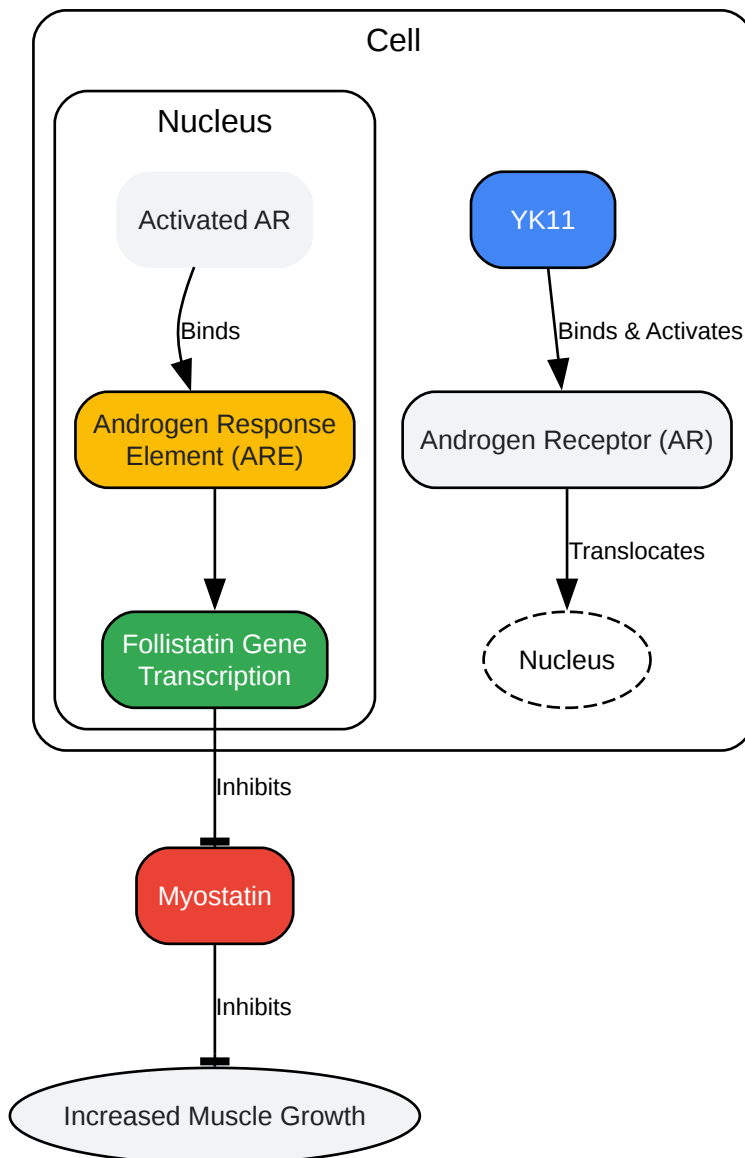 Cell
Nucleus
Activated AR
YK11
Binds
Binds & Activates
Androgen Response
Element (ARE)
Androgen Receptor (AR)
Translocates
Follistatin Gene
Transcription
Nucleus
Inhibits
Myostatin
Inhibits
Increased Muscle Growth